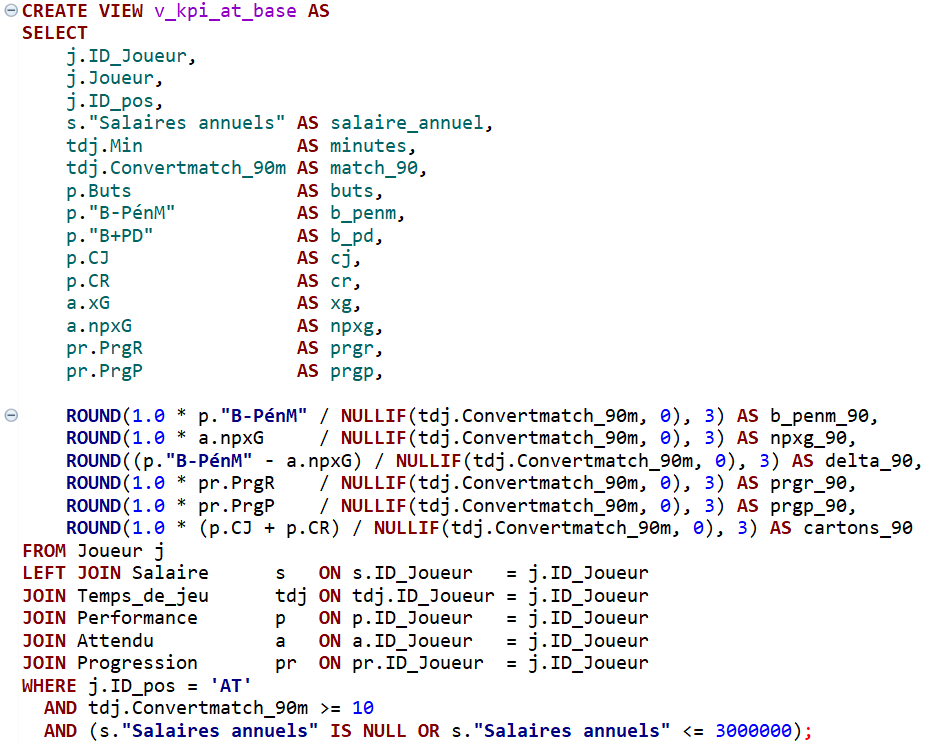 CREATE VIEW v_kpi_at_base AS
SELECT
    j.ID_Joueur,
    j.Joueur,
    j.ID_pos,
    s."Salaires annuels" AS salaire_annuel,
    tdj.Min              AS minutes,
    tdj.Convertmatch_90m AS match_90,
    p.Buts               AS buts,
    p."B-PénM"           AS b_penm,
    p."B+PD"             AS b_pd,
    p.CJ                 AS cj,
    p.CR                 AS cr,
    a.xG                 AS xg,
    a.npxG               AS npxg,
    pr.PrgR              AS prgr,
    pr.PrgP              AS prgp,
    ROUND(1.0 * p."B-PénM" / NULLIF(tdj.Convertmatch_90m, 0), 3) AS b_penm_90,
    ROUND(1.0 * a.npxG     / NULLIF(tdj.Convertmatch_90m, 0), 3) AS npxg_90,
    ROUND((p."B-PénM" - a.npxG) / NULLIF(tdj.Convertmatch_90m, 0), 3) AS delta_90,
    ROUND(1.0 * pr.PrgR    / NULLIF(tdj.Convertmatch_90m, 0), 3) AS prgr_90,
    ROUND(1.0 * pr.PrgP    / NULLIF(tdj.Convertmatch_90m, 0), 3) AS prgp_90,
    ROUND(1.0 * (p.CJ + p.CR) / NULLIF(tdj.Convertmatch_90m, 0), 3) AS cartons_90
FROM Joueur j
LEFT JOIN Salaire      s   ON s.ID_Joueur   = j.ID_Joueur
JOIN Temps_de_jeu      tdj ON tdj.ID_Joueur = j.ID_Joueur
JOIN Performance       p   ON p.ID_Joueur   = j.ID_Joueur
JOIN Attendu           a   ON a.ID_Joueur   = j.ID_Joueur
JOIN Progression       pr  ON pr.ID_Joueur  = j.ID_Joueur
WHERE j.ID_pos = 'AT'
  AND tdj.Convertmatch_90m >= 10
  AND (s."Salaires annuels" IS NULL OR s."Salaires annuels" <= 3000000);